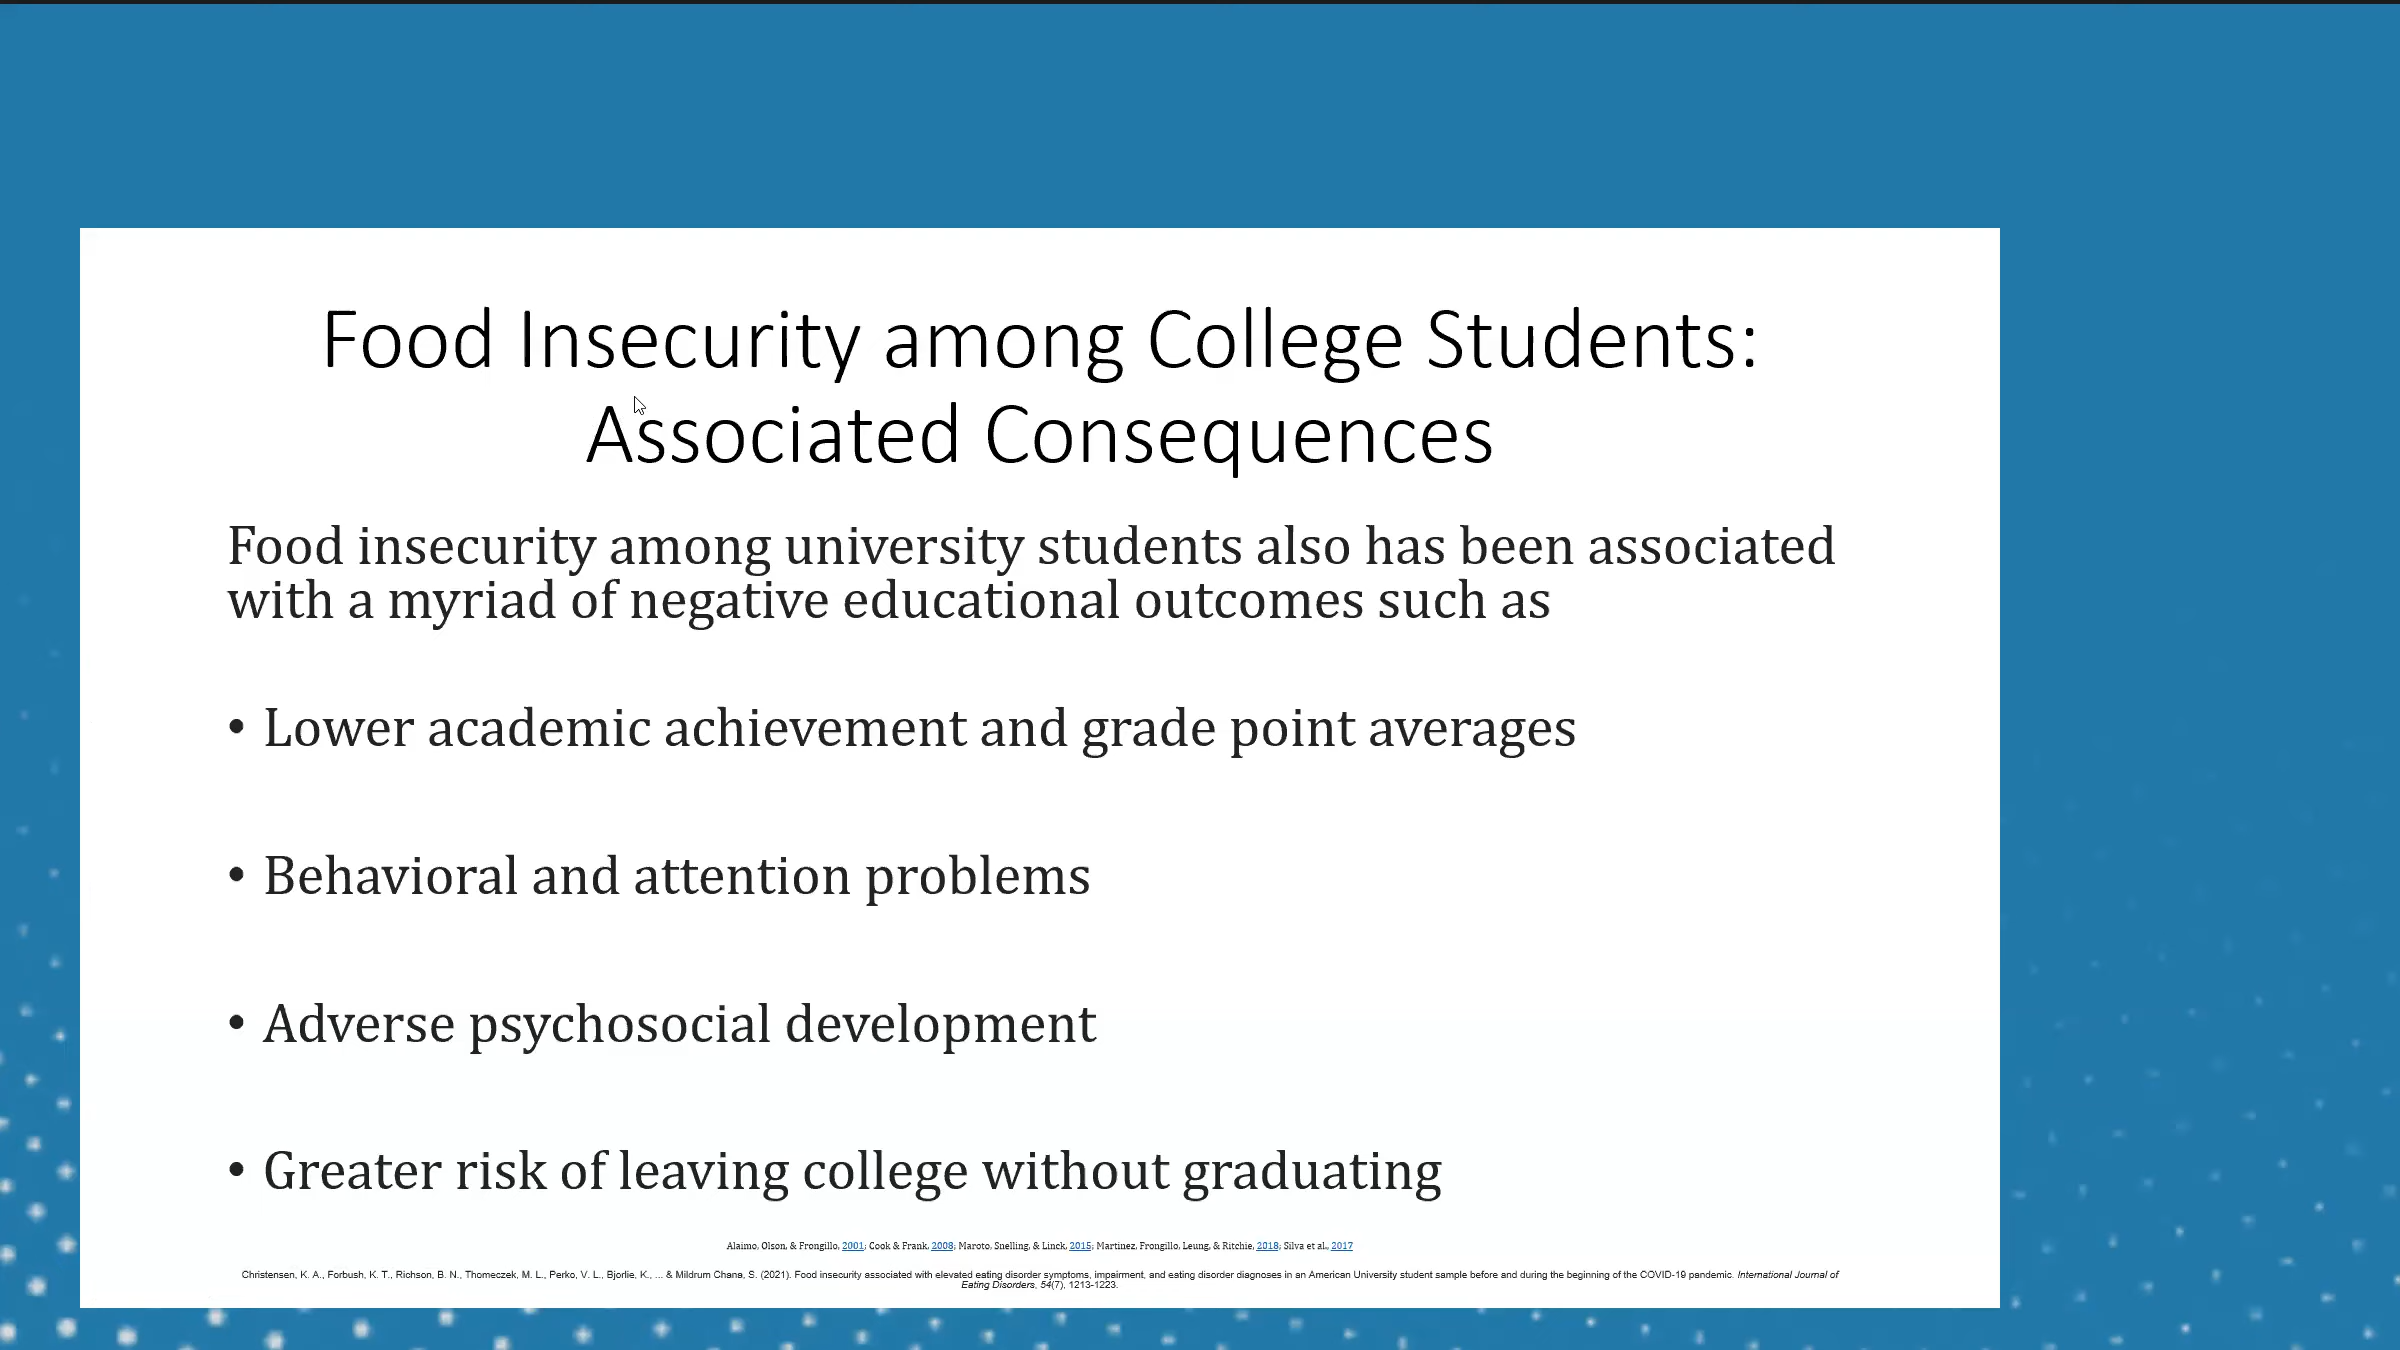 Food Insecurity among College Students:
Associated Consequences
Food insecurity among university students also has been associated
with a myriad of negative educational outcomes such as
• Lower academic achievement and grade point averages
• Behavioral and attention problems
• Adverse psychosocial development
• Greater risk of leaving college without graduating
Alaimo, Olson, & Frongillo, 2001; Cook & Frank, 2008; Maroto, Snelling, & Linck, 2015; Martinez, Frongillo, Leung, & Ritchie, 2018; Silva et al., 2017
Christensen, K. A., Forbush, K. T., Richson, B. N., Thomeczek, M. L., Perko, V. L., Bjorlie, K., ... & Mildrum Chana, S. (2021). Food insecurity associated with elevated eating disorder symptoms, impairment, and eating disorder diagnoses in an American University student sample before and during the beginning of the COVID-19 pandemic. International Journal of
Eating Disorders, 54(7), 1213-1223.